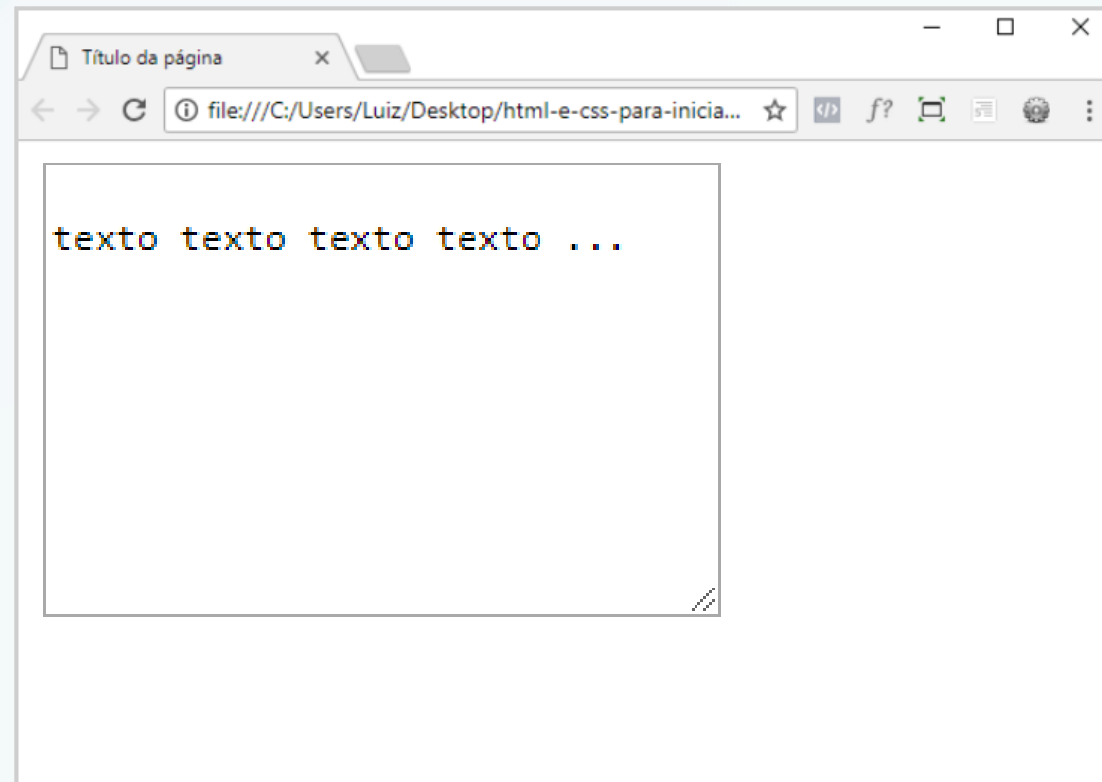 Título da página
file:///C:/Users/Luiz/Desktop/html-e-css-para-inicia...
f?
texto texto texto texto ...